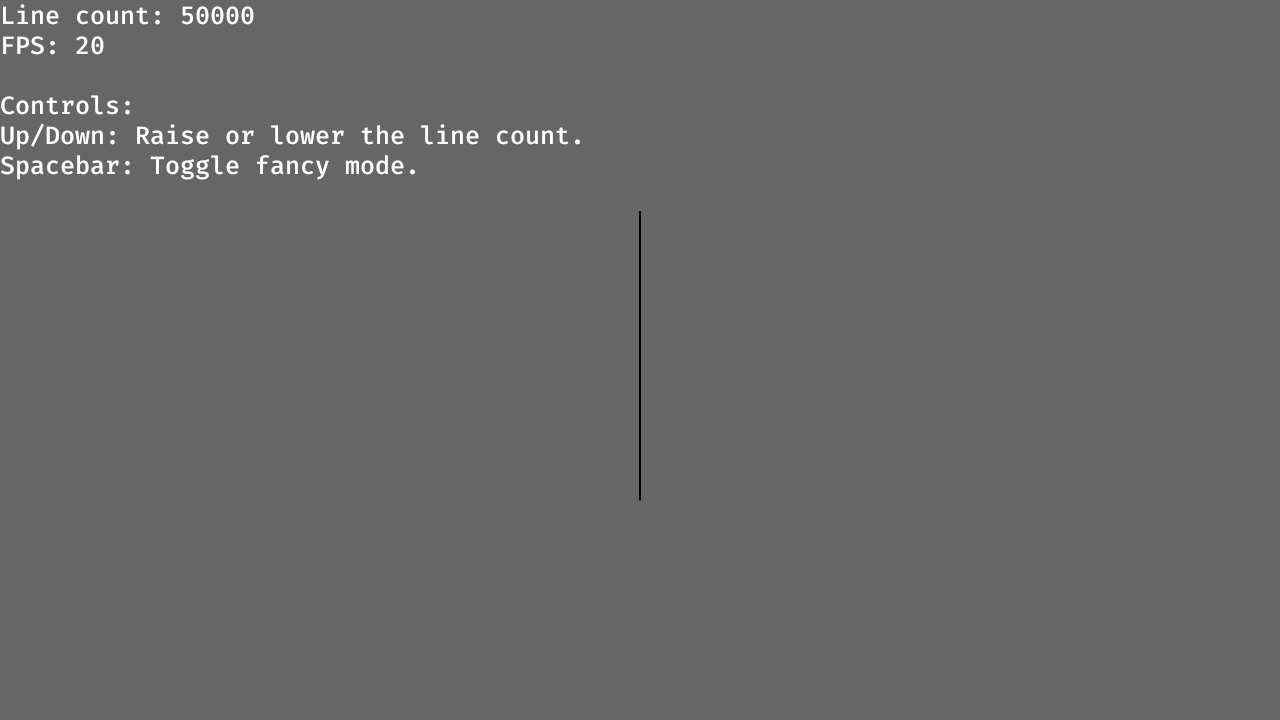 Line count: 50000
FPS: 20
Controls:
Up/Down: Raise or lower the line count.
Spacebar: Toggle fancy mode.